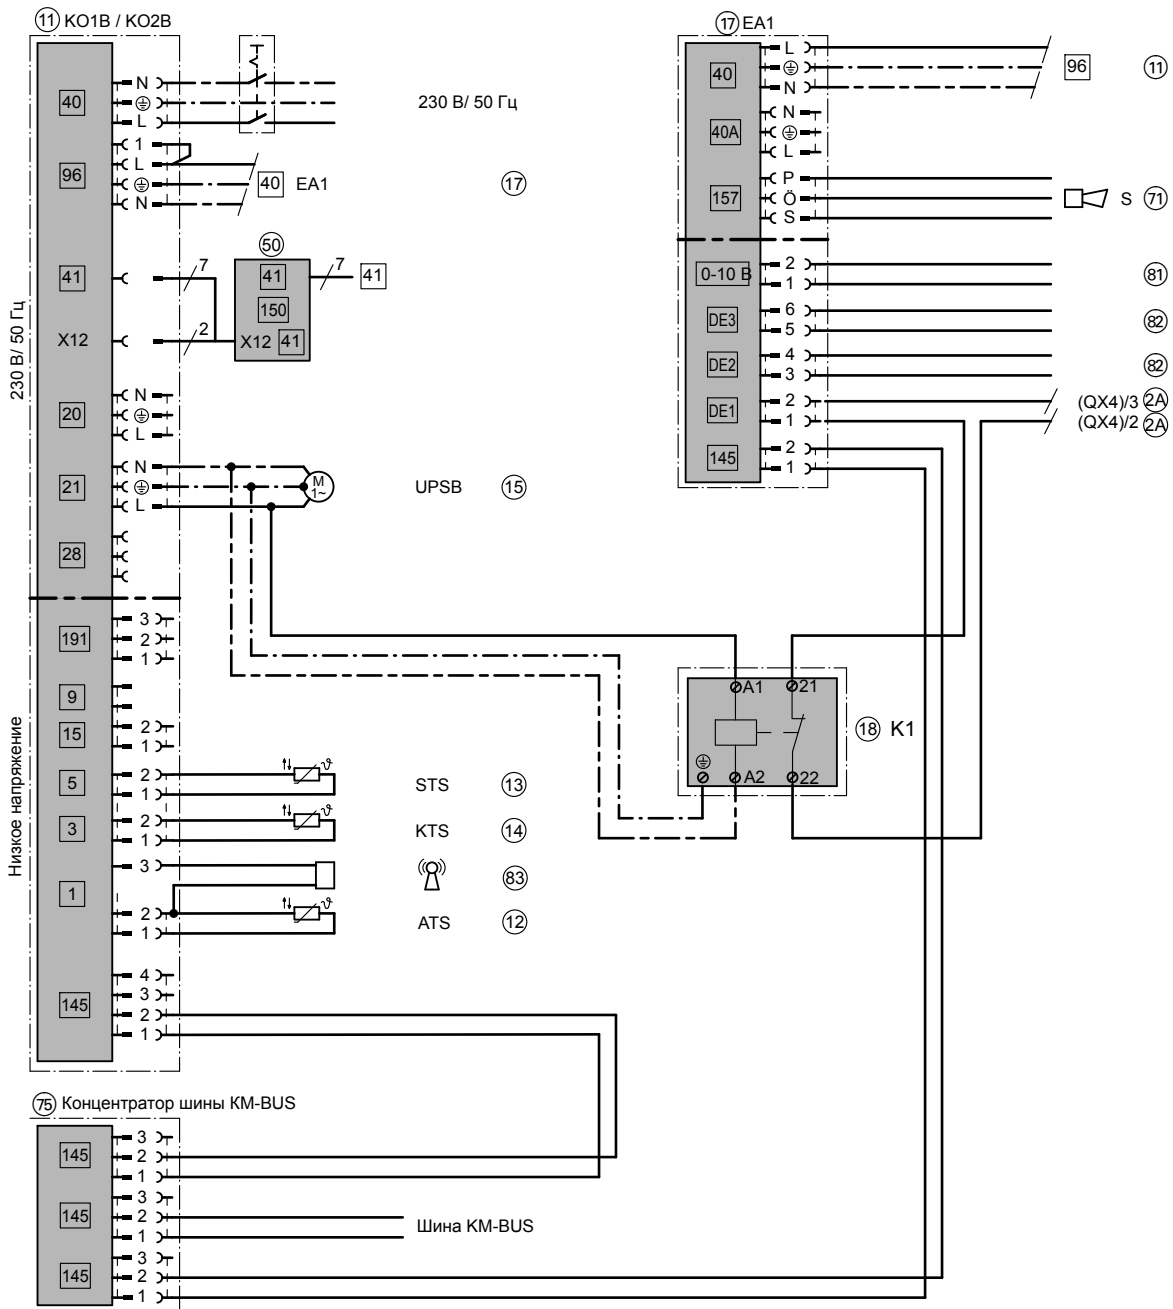 11 KO1B / KO2B
230 В/ 50 Гц
40
N
L
230 В/ 50 Гц
96
1
L
N
40 EA1 17
41
7
X12
2
50
41
150
X12 41
7
41
20
N
L
21
N
L
M
1~
UPSB 15
28
Низкое напряжение
191
3
2
1
9
15
2
1
5
2
1
ϑ
STS 13
3
2
1
ϑ
KTS 14
1
3
83
2
1
ϑ
ATS 12
145
4
3
2
1
75 Концентратор шины KM-BUS
145
3
2
1
145
3
2
1
Шина KM-BUS
145
3
2
1
17 EA1
40
L
N
96 11
40A
N
L
157
P
Ö
S
S 71
0-10 В
2
1
81
DE3
6
5
82
DE2
4
3
82
DE1
2
1
(QX4)/3 2A
(QX4)/2 2A
145
2
1
A1 21
18 K1
A2 22